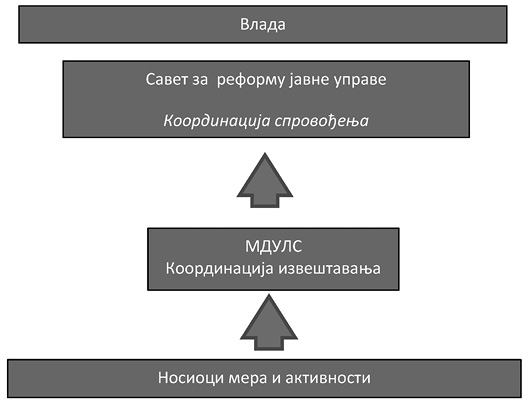 Влада
Савет за реформу јавне управе
Координација спровођења
МДУЛС
Координација извештавања
Носиоци мера и активности